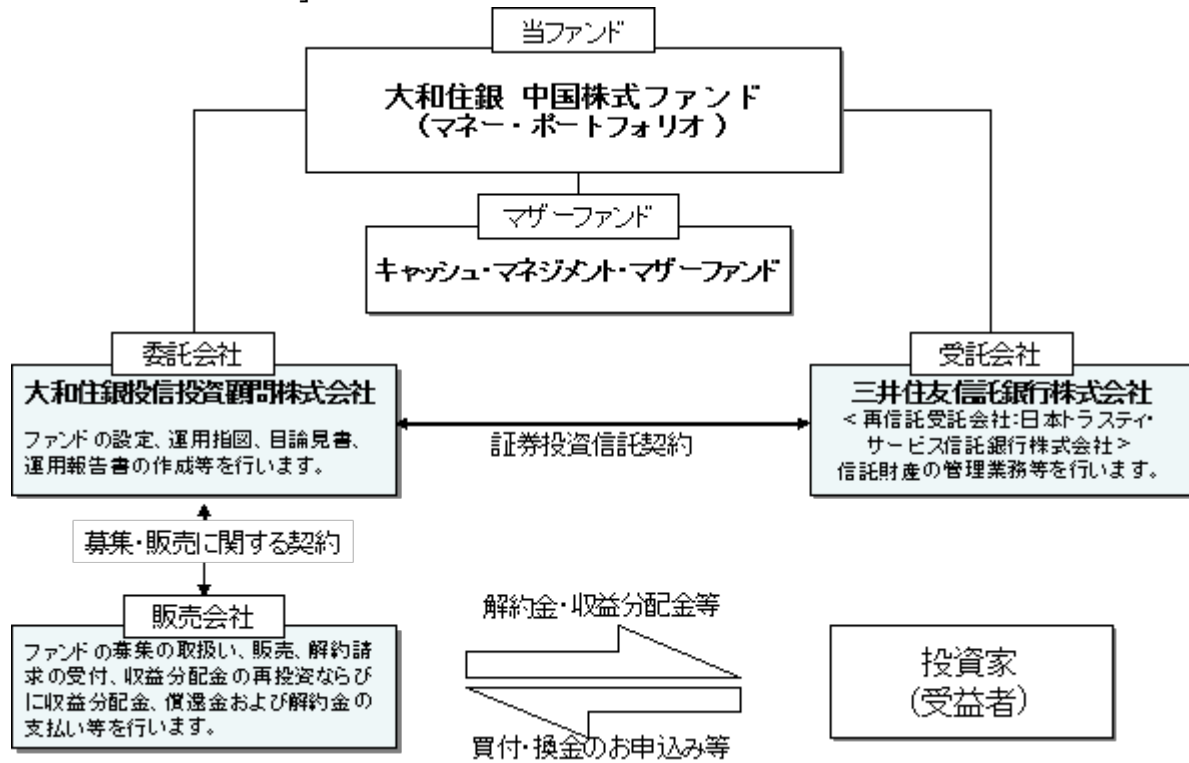 当ファンド
大和住銀 中国株式ファンド
(マネー・ポートフォリオ)
マザーファンド
キャッシュ・マネジメント・マザーファンド
委託会社
大和住銀投信投資顧問株式会社
ファンドの設定、運用指図、目論見書、
運用報告書の作成等を行います。
証券投資信託契約
受託会社
三井住友信託銀行株式会社
<再信託受託会社:日本トラスティ・
サービス信託銀行株式会社>
信託財産の管理業務等を行います。
募集・販売に関する契約
販売会社
ファンドの募集の取扱い、販売、解約請
求の受付、収益分配金の再投資ならび
に収益分配金、償還金および解約金の
支払い等を行います。
解約金・収益分配金等
買付・換金のお申込み等
投資家
(受益者)